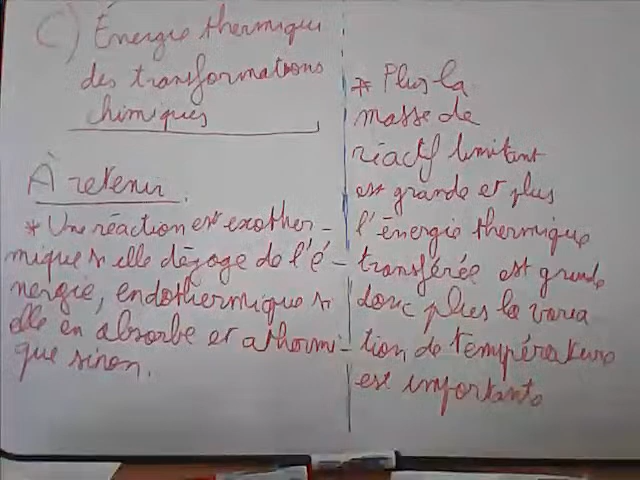 C) Énergie thermique
des transformations
chimiques
À retenir
* Une réaction est exother-
mique si elle dégage de l'é-
nergie, endothermique si
elle en absorbe et athermi-
que sinon.
* Plus la
masse de
réactif limitant
est grande et plus
l'énergie thermique
transférée est grande
donc plus la varia
tion de température
est importante